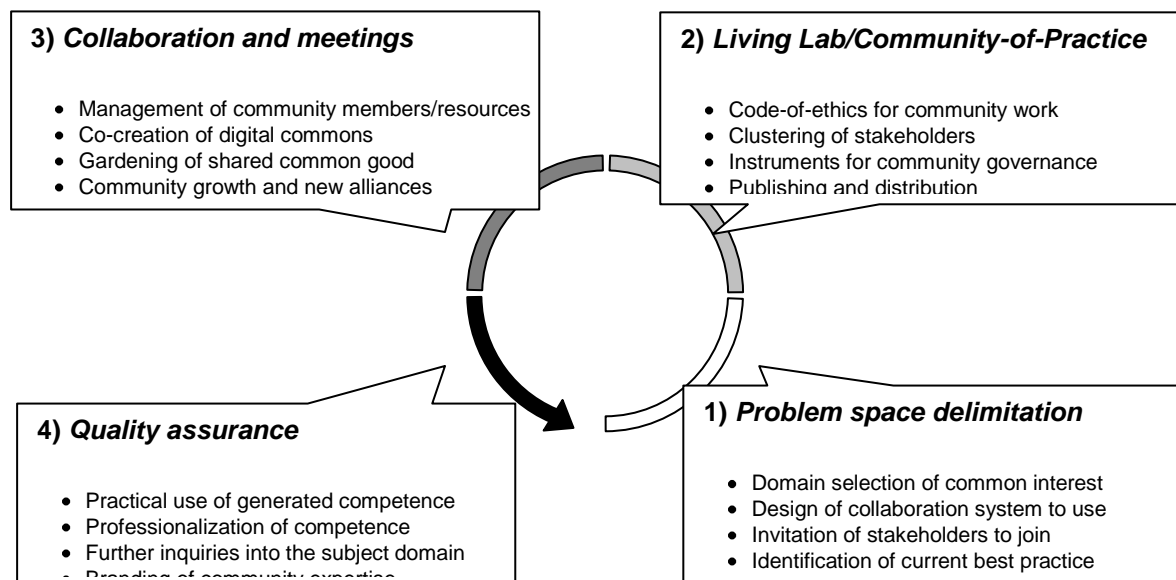 3) Collaboration and meetings
• Management of community members/resources
• Co-creation of digital commons
• Gardening of shared common good
• Community growth and new alliances
2) Living Lab/Community-of-Practice
• Code-of-ethics for community work
• Clustering of stakeholders
• Instruments for community governance
• Publishing and distribution
4) Quality assurance
• Practical use of generated competence
• Professionalization of competence
• Further inquiries into the subject domain
• Branding of community expertise
1) Problem space delimitation
• Domain selection of common interest
• Design of collaboration system to use
• Invitation of stakeholders to join
• Identification of current best practice